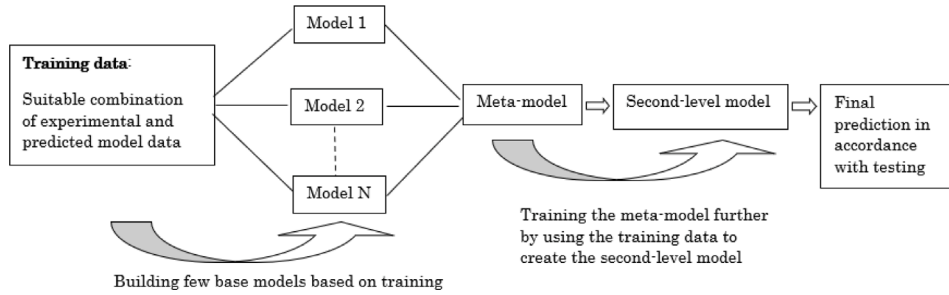 Model 1
Training data:
Suitable combination
of experimental and
predicted model data
Model 2
Model N
Meta-model
Second-level model
Final
prediction in
accordance
with testing
Building few base models based on training
Training the meta-model further
by using the training data to
create the second-level model